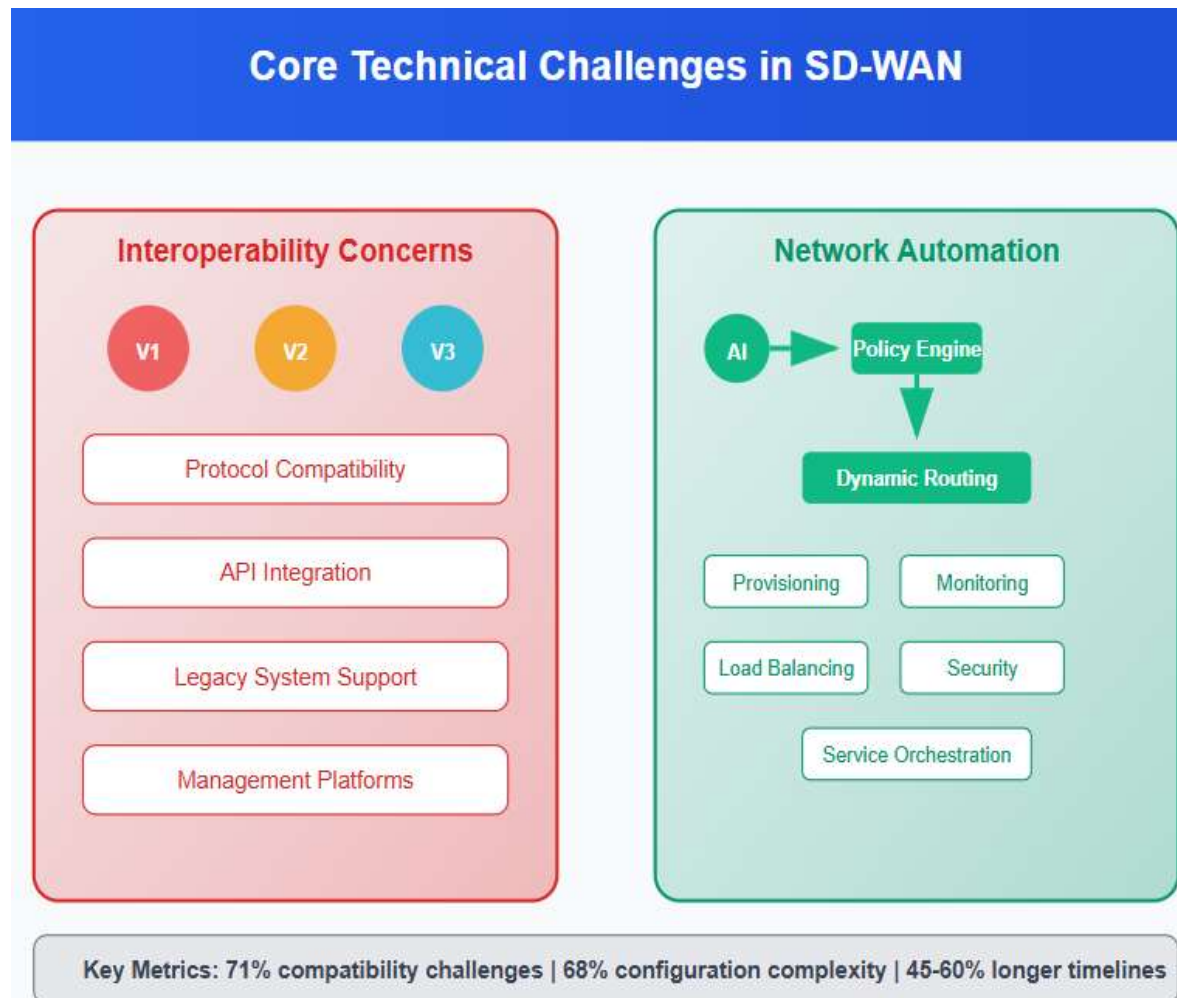 Core Technical Challenges in SD-WAN
Interoperability Concerns
V1 V2 V3
Protocol Compatibility
API Integration
Legacy System Support
Management Platforms
Network Automation
AI Policy Engine
Dynamic Routing
Provisioning Monitoring
Load Balancing Security
Service Orchestration
Key Metrics: 71% compatibility challenges | 68% configuration complexity | 45-60% longer timelines